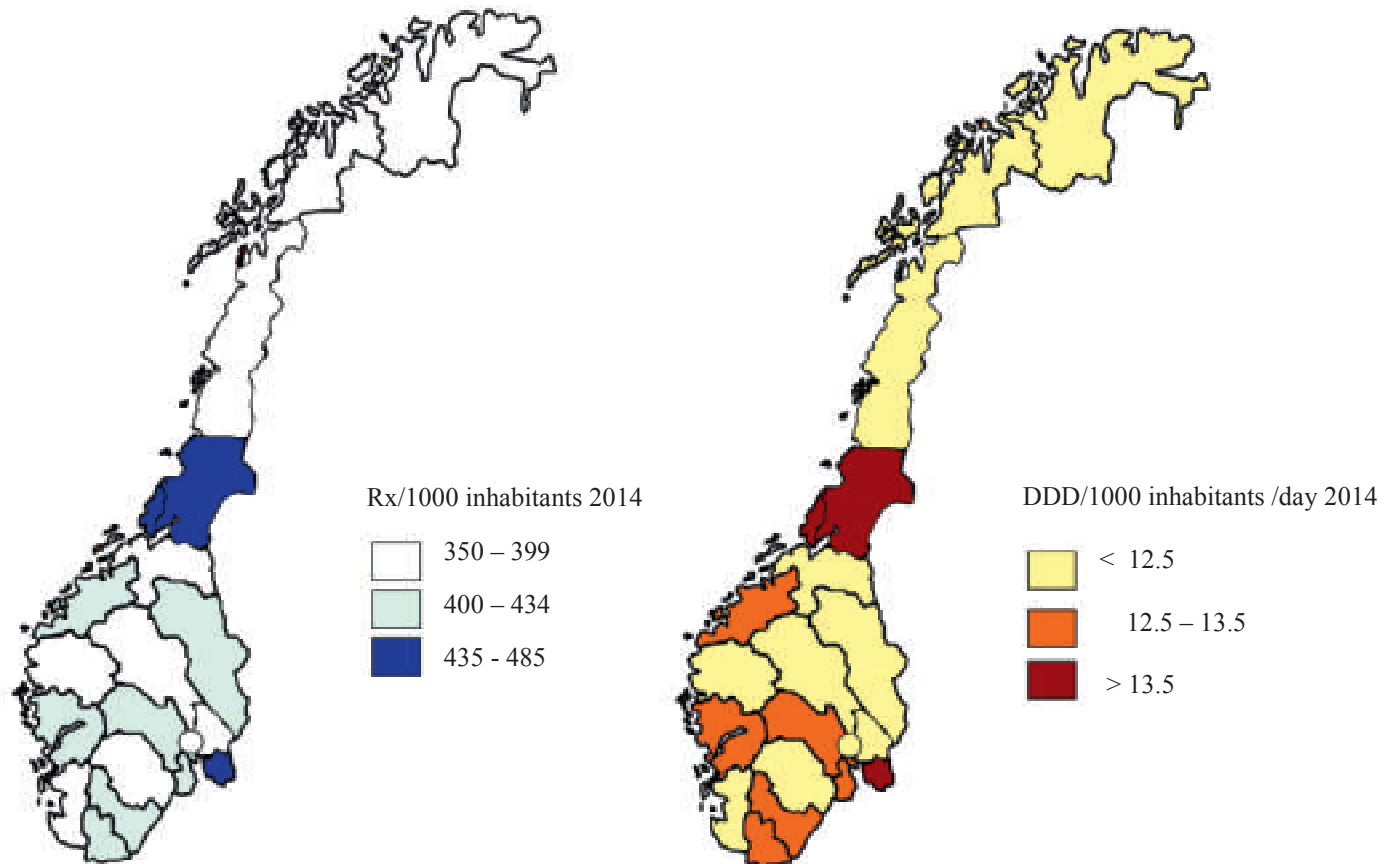 Rx/1000 inhabitants 2014
350 – 399
400 – 434
435 - 485
DDD/1000 inhabitants /day 2014
< 12.5
12.5 – 13.5
> 13.5